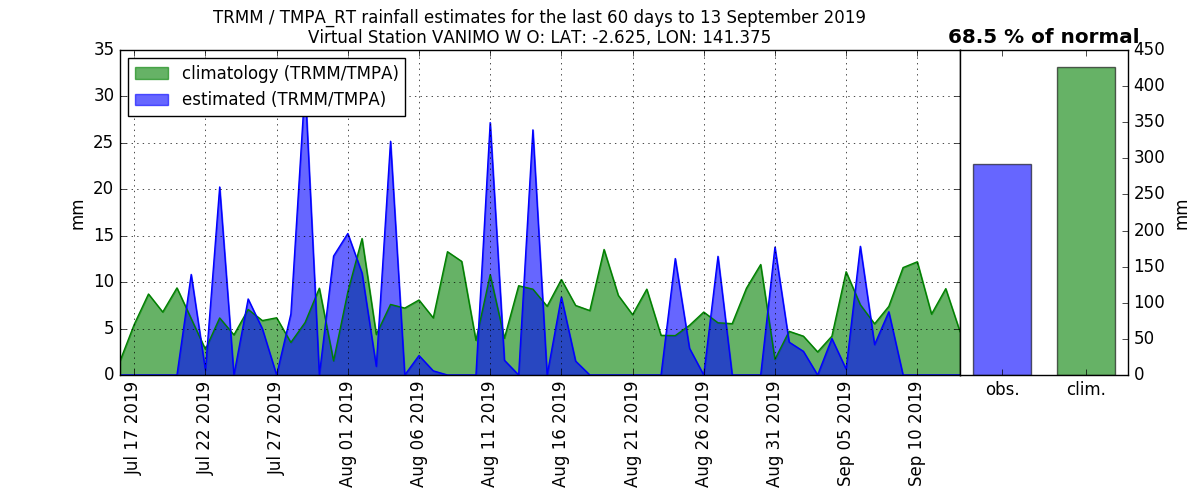 TRMM / TMPA_RT rainfall estimates for the last 60 days to 13 September 2019
Virtual Station VANIMO W O: LAT: -2.625, LON: 141.375
68.5 % of normal
climatology (TRMM/TMPA)
estimated (TRMM/TMPA)
35
30
25
20
15
10
5
0
mm
Jul 17 2019
Jul 22 2019
Jul 27 2019
Aug 01 2019
Aug 06 2019
Aug 11 2019
Aug 16 2019
Aug 21 2019
Aug 26 2019
Aug 31 2019
Sep 05 2019
Sep 10 2019
450
400
350
300
250
200
150
100
50
0
mm
obs.
clim.